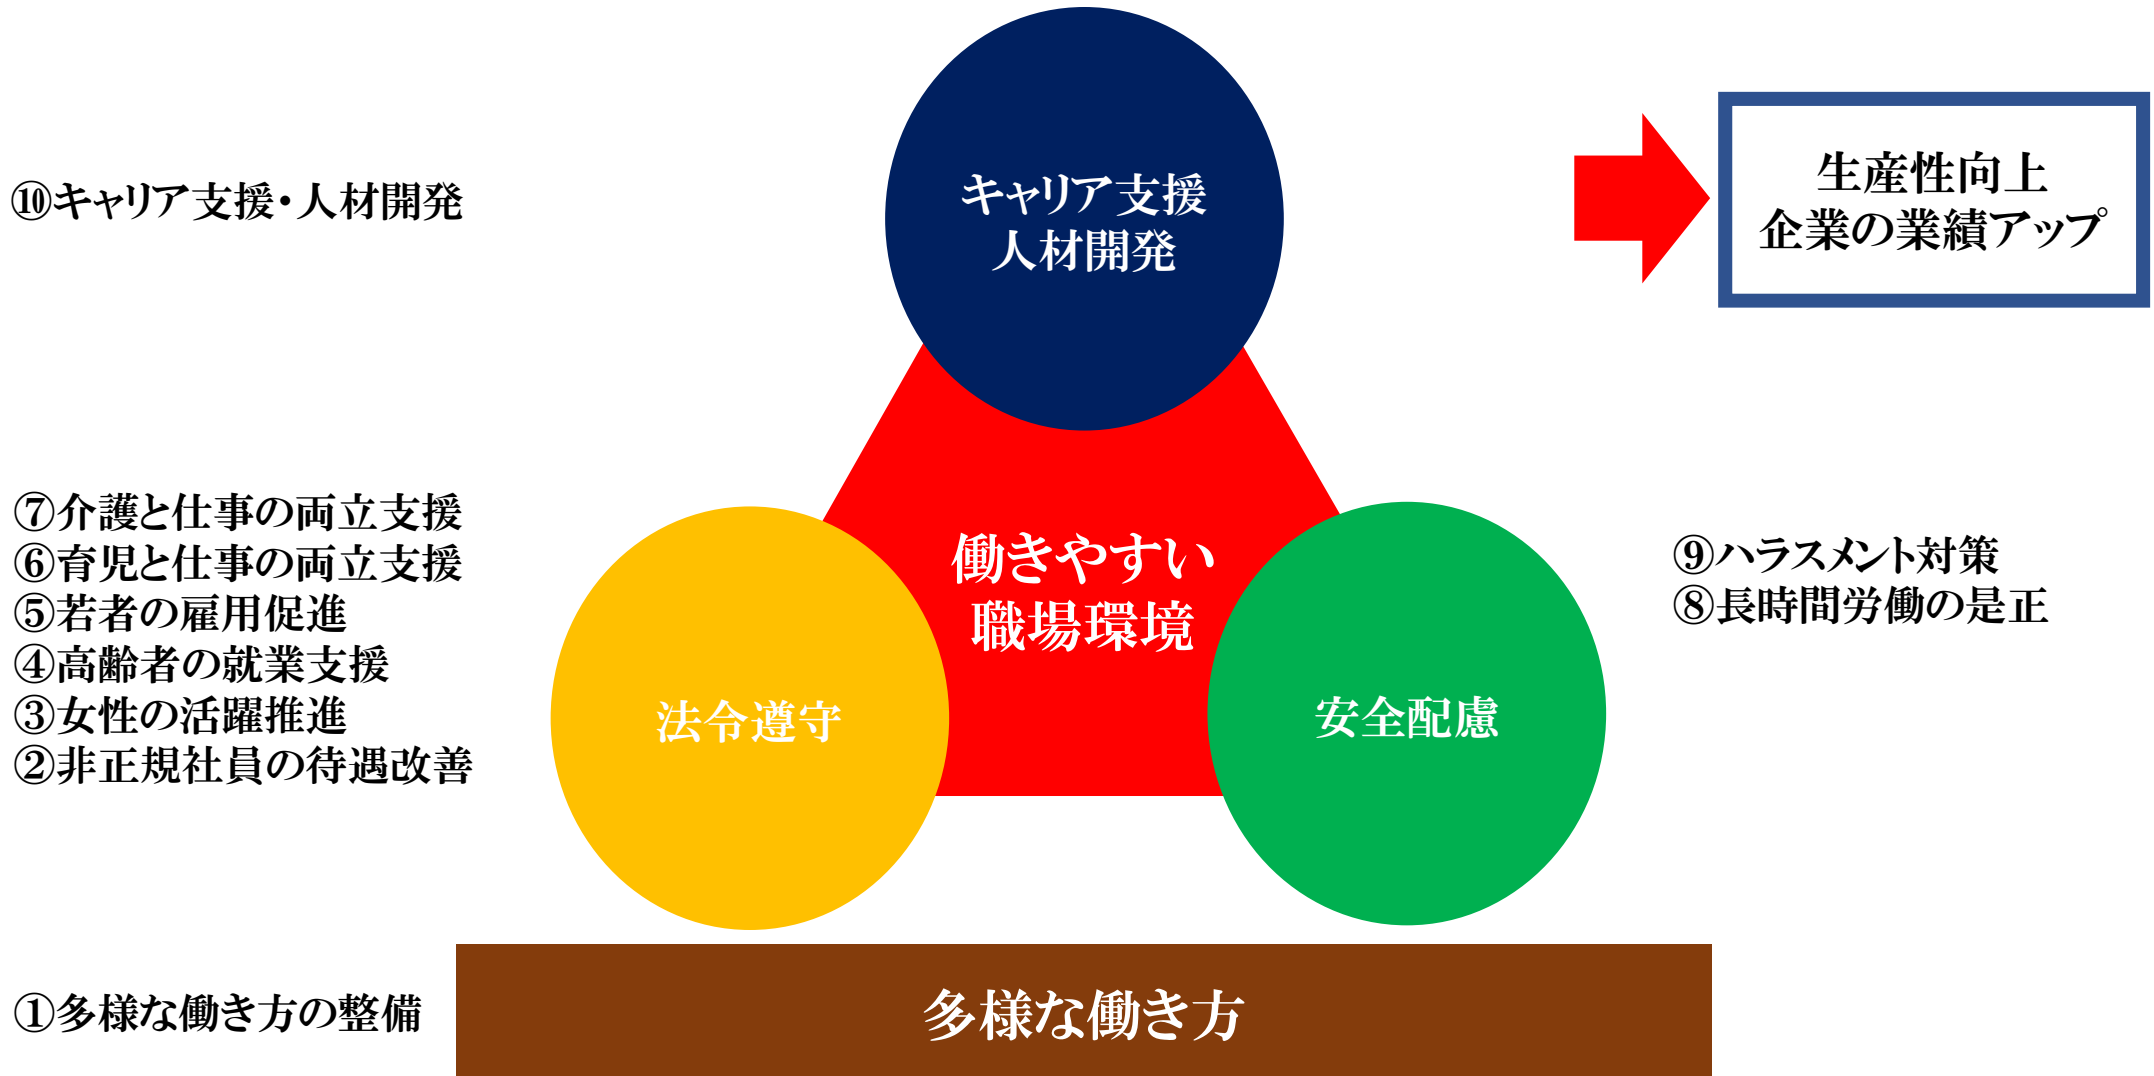 ⑩キャリア支援・人材開発
キャリア支援
人材開発
生産性向上
企業の業績アップ
⑦介護と仕事の両立支援
⑥育児と仕事の両立支援
⑤若者の雇用促進
④高齢者の就業支援
③女性の活躍推進
②非正規社員の待遇改善
働きやすい
職場環境
法令遵守
安全配慮
⑨ハラスメント対策
⑧長時間労働の是正
①多様な働き方の整備
多様な働き方